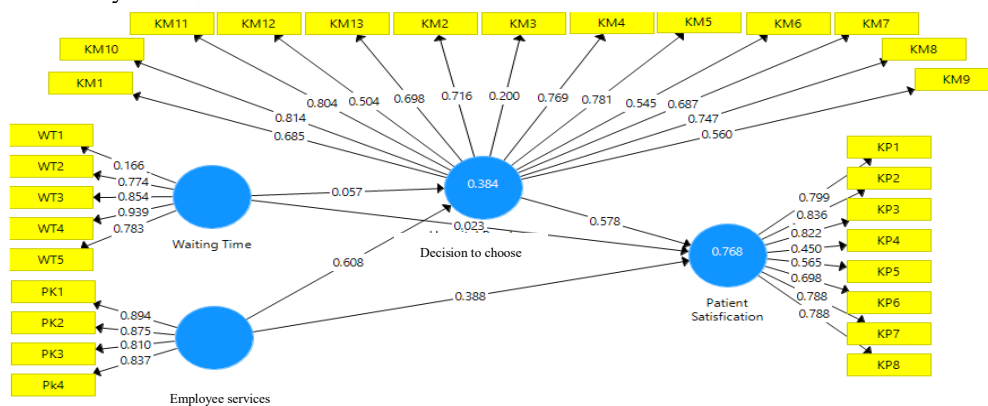 KM11 KM12 KM13 KM2 KM3 KM4 KM5 KM6 KM7
KM10 KM8
KM1 KM9
0.804 0.504 0.698 0.716 0.200 0.769 0.781 0.545 0.687
0.814 0.747
0.685 0.560
WT1
WT2
WT3
WT4
WT5
0.166
0.774
0.854
0.939
0.783
Waiting Time
0.057
0.384
0.023
Decision to choose
0.578
0.608
0.388
PK1
PK2
PK3
Pk4
0.894
0.875
0.810
0.837
Employee services
0.768
Patient
Satisfication
0.799
0.836
0.822
0.450
0.565
0.698
0.788
0.788
KP1
KP2
KP3
KP4
KP5
KP6
KP7
KP8